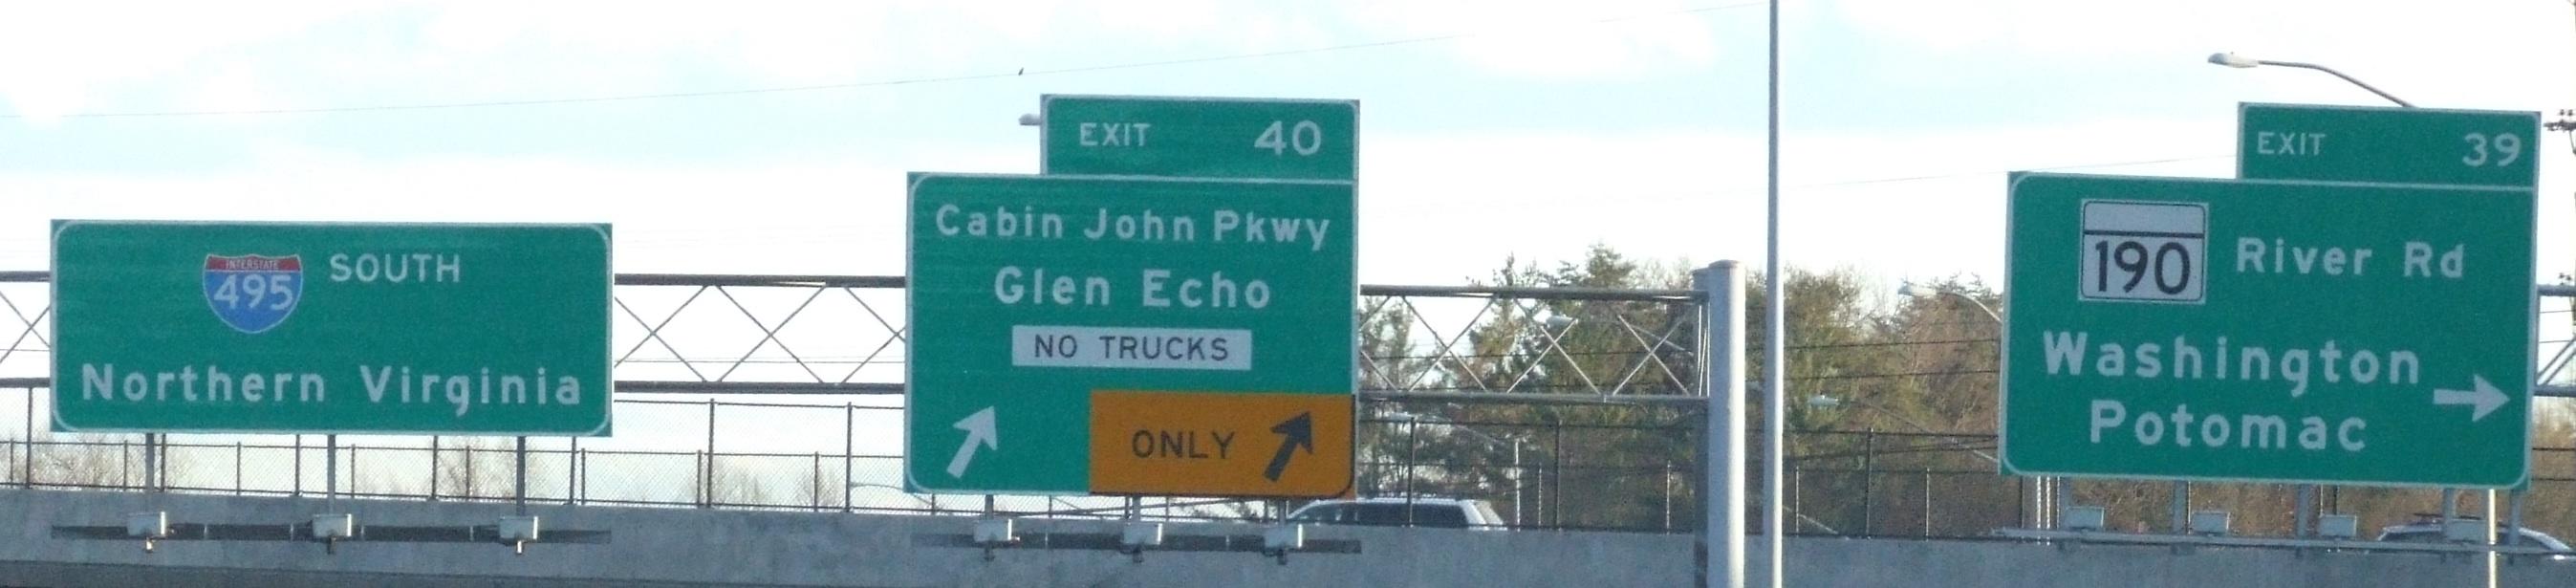 INTERSTATE
495
SOUTH
Northern Virginia
EXIT 40
Cabin John Pkwy
Glen Echo
NO TRUCKS
ONLY
EXIT 39
190 River Rd
Washington
Potomac